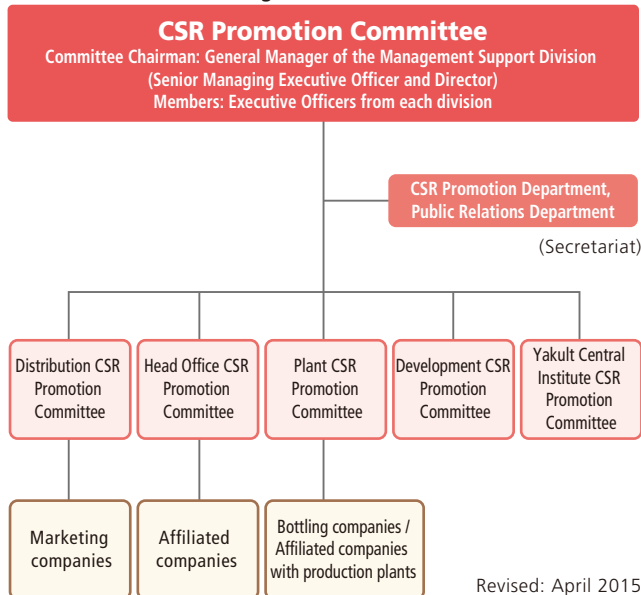 CSR Promotion Committee
Committee Chairman: General Manager of the Management Support Division
(Senior Managing Executive Officer and Director)
Members: Executive Officers from each division
CSR Promotion Department,
Public Relations Department
(Secretariat)
Distribution CSR
Promotion
Committee
Head Office CSR
Promotion
Committee
Plant CSR
Promotion
Committee
Development CSR
Promotion
Committee
Yakult Central
Institute CSR
Promotion
Committee
Marketing
companies
Affiliated
companies
Bottling companies /
Affiliated companies
with production plants
Revised: April 2015